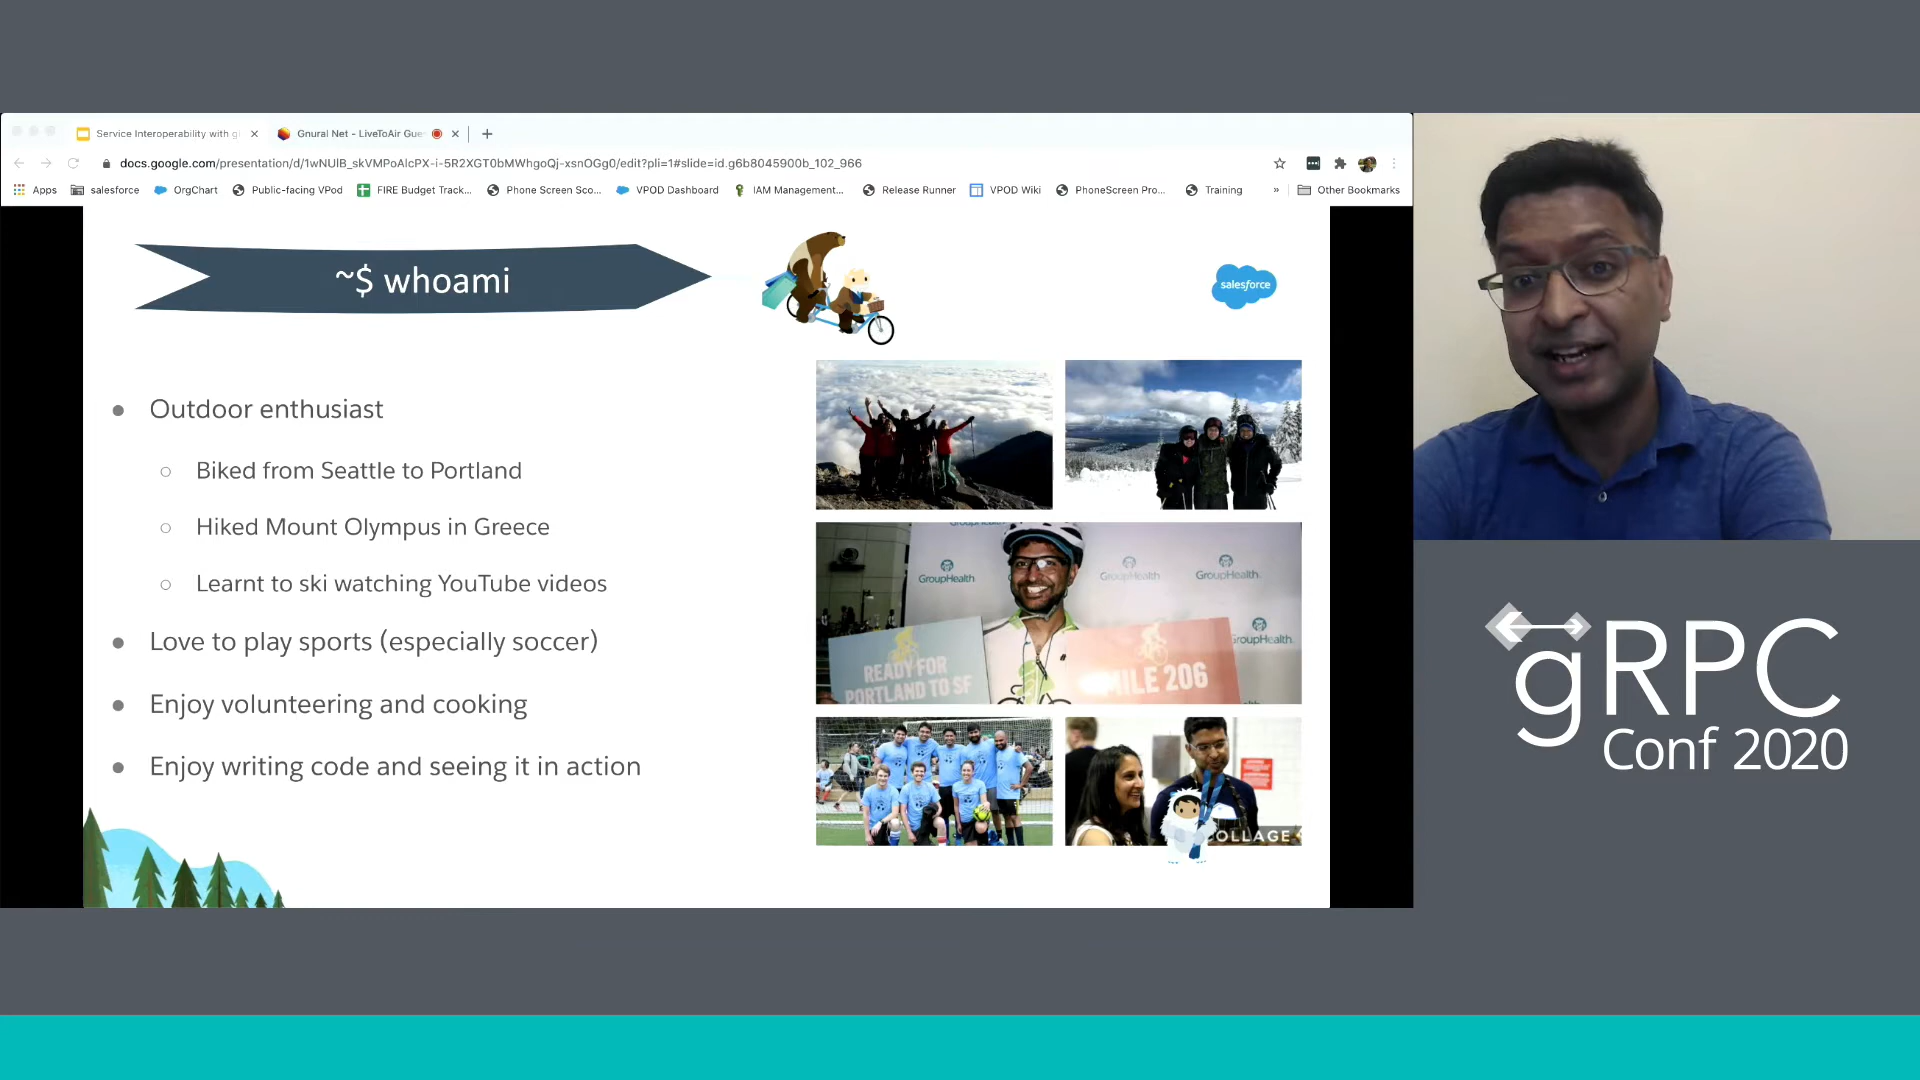 Service Interoperability with g
Gnural Net - LiveToAir Gue
docs.google.com/presentation/d/1wNUlB_skVMPoAlcPX-i-5R2XGT0bMWhgoQj-xsnOGg0/edit?pli=1#slide=id.g6b8045900b_102_966
Apps salesforce OrgChart Public-facing VPod FIRE Budget Track... Phone Screen Sco... VPOD Dashboard IAM Management... Release Runner VPOD Wiki PhoneScreen Pro... Training » Other Bookmarks
~$ whoami
salesforce
Outdoor enthusiast
Biked from Seattle to Portland
Hiked Mount Olympus in Greece
Learnt to ski watching YouTube videos
Love to play sports (especially soccer)
Enjoy volunteering and cooking
Enjoy writing code and seeing it in action
GroupHealth
GroupHealth
GroupHealth
GroupHealth
READY FOR
PORTLAND TO SF
MILE 206
OLLAGE
gRPC
Conf 2020